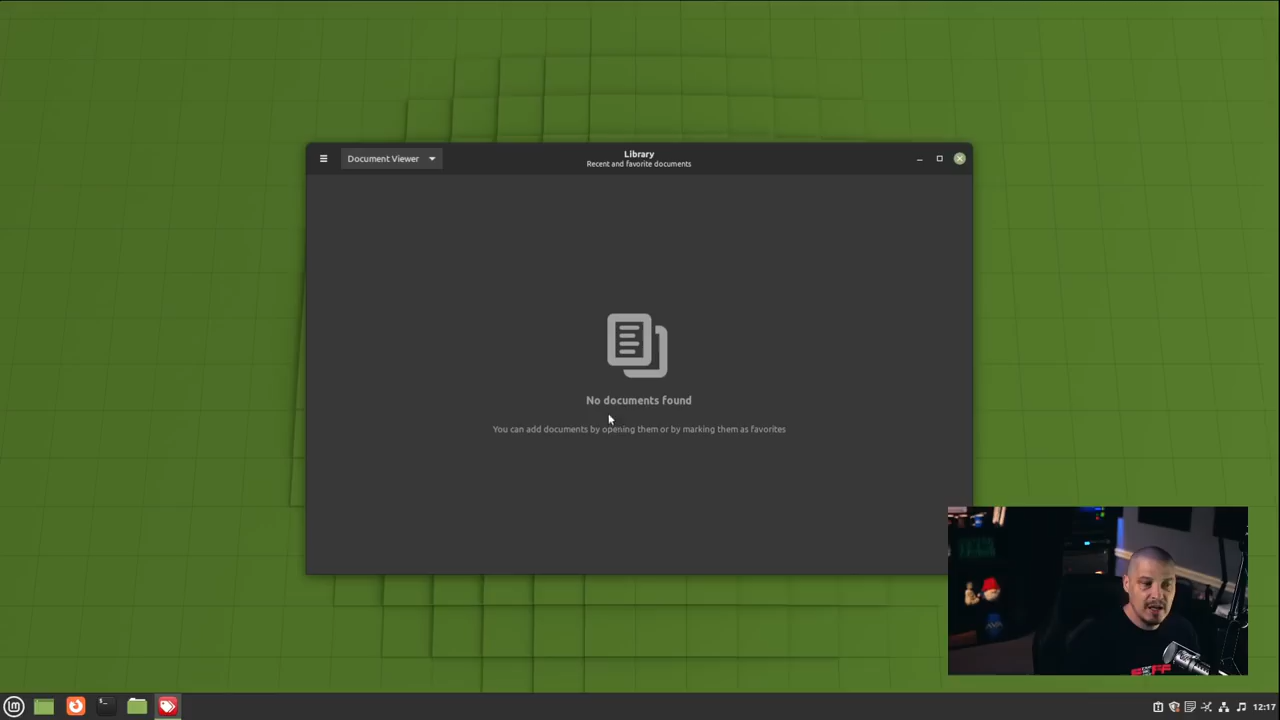 Document Viewer
Library
Recent and favorite documents
No documents found
You can add documents by opening them or by marking them as favorites
12:17